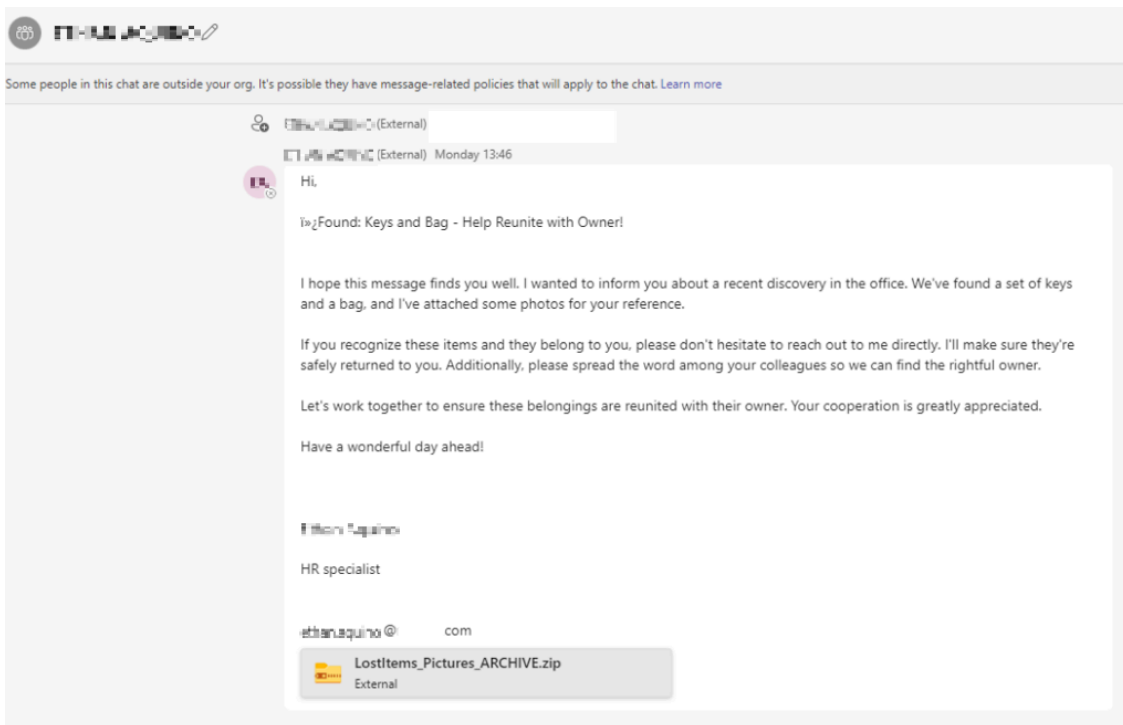 Some people in this chat are outside your org. It's possible they have message-related policies that will apply to the chat. Learn more
(External)
(External) Monday 13:46
Hi,
ï»¿Found: Keys and Bag - Help Reunite with Owner!
I hope this message finds you well. I wanted to inform you about a recent discovery in the office. We've found a set of keys
and a bag, and I've attached some photos for your reference.
If you recognize these items and they belong to you, please don't hesitate to reach out to me directly. I'll make sure they're
safely returned to you. Additionally, please spread the word among your colleagues so we can find the rightful owner.
Let's work together to ensure these belongings are reunited with their owner. Your cooperation is greatly appreciated.
Have a wonderful day ahead!
HR specialist
@ com
LostItems_Pictures_ARCHIVE.zip
External